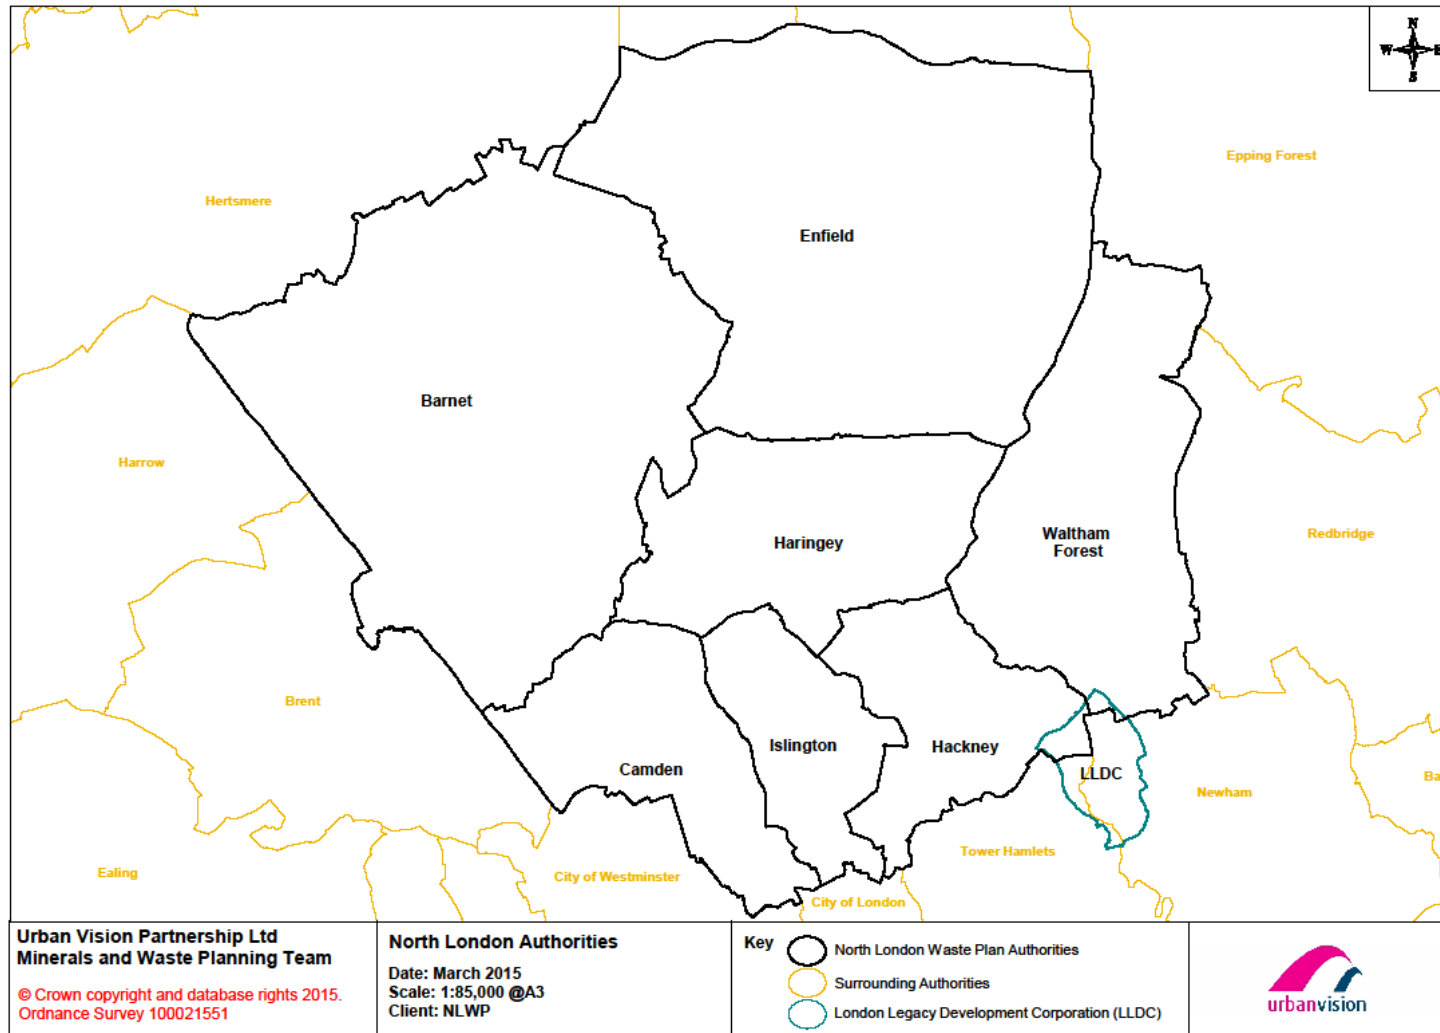 N
W E
S
Epping Forest
Hertsmere
Enfield
Barnet
Harrow
Haringey
Waltham
Forest
Redbridge
Brent
Islington
Hackney
Camden
LLDC
Newham
Ba
Tower Hamlets
Ealing
City of Westminster
City of London
Urban Vision Partnership Ltd
Minerals and Waste Planning Team
© Crown copyright and database rights 2015.
Ordnance Survey 100021551
North London Authorities
Date: March 2015
Scale: 1:85,000 @A3
Client: NLWP
Key
North London Waste Plan Authorities
Surrounding Authorities
London Legacy Development Corporation (LLDC)
urbanvision